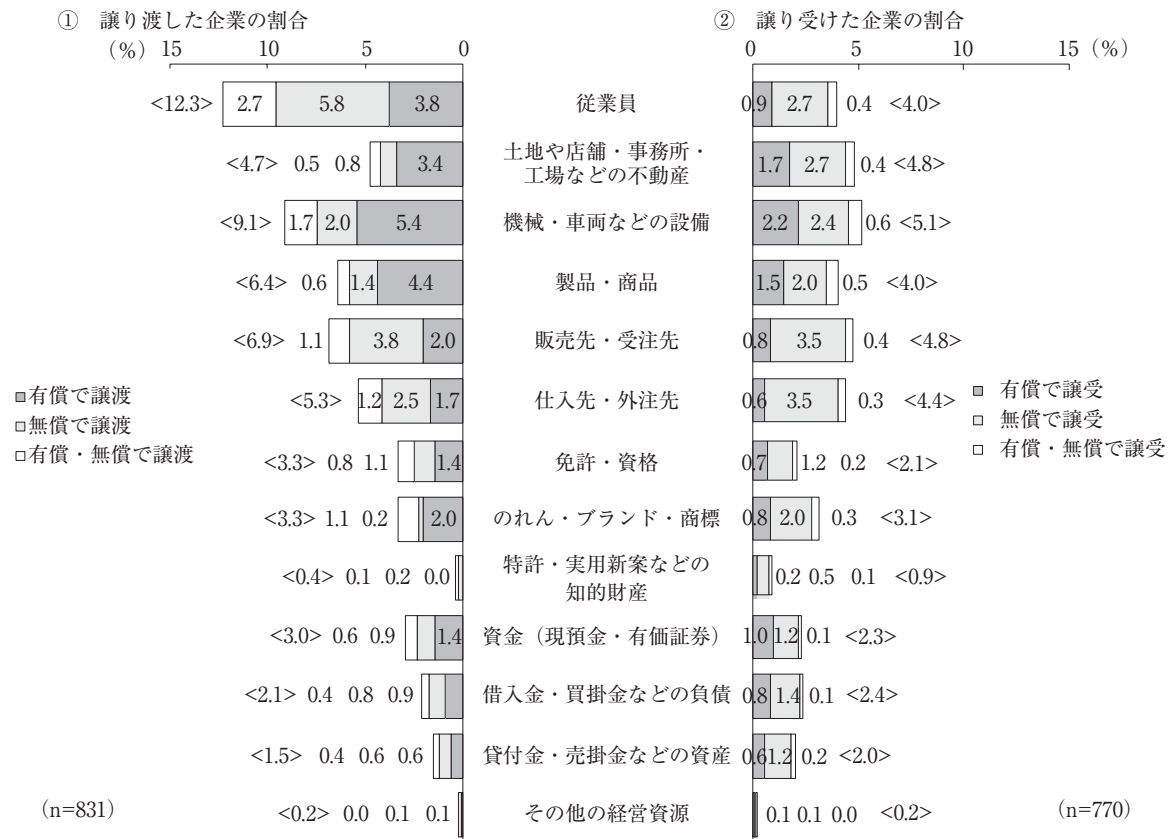 ① 譲り渡した企業の割合
② 譲り受けた企業の割合
(%) 15 10 5 0
0 5 10 15 (%)
<12.3> 2.7 5.8 3.8 従業員 0.9 2.7 0.4 <4.0>
<4.7> 0.5 0.8 3.4 土地や店舗・事務所・
工場などの不動産 1.7 2.7 0.4 <4.8>
<9.1> 1.7 2.0 5.4 機械・車両などの設備 2.2 2.4 0.6 <5.1>
<6.4> 0.6 1.4 4.4 製品・商品 1.5 2.0 0.5 <4.0>
<6.9> 1.1 3.8 2.0 販売先・受注先 0.8 3.5 0.4 <4.8>
<5.3> 1.2 2.5 1.7 仕入先・外注先 0.6 3.5 0.3 <4.4>
<3.3> 0.8 1.1 1.4 免許・資格 0.7 1.2 0.2 <2.1>
<3.3> 1.1 0.2 2.0 のれん・ブランド・商標 0.8 2.0 0.3 <3.1>
<0.4> 0.1 0.2 0.0 特許・実用新案などの
知的財産 0.2 0.5 0.1 <0.9>
<3.0> 0.6 0.9 1.4 資金（現預金・有価証券） 1.0 1.2 0.1 <2.3>
<2.1> 0.4 0.8 0.9 借入金・買掛金などの負債 0.8 1.4 0.1 <2.4>
<1.5> 0.4 0.6 0.6 貸付金・売掛金などの資産 0.6 1.2 0.2 <2.0>
<0.2> 0.0 0.1 0.1 その他の経営資源 0.1 0.1 0.0 <0.2>
有償で譲渡
無償で譲渡
有償・無償で譲渡
有償で譲受
無償で譲受
有償・無償で譲受
(n=831)
(n=770)